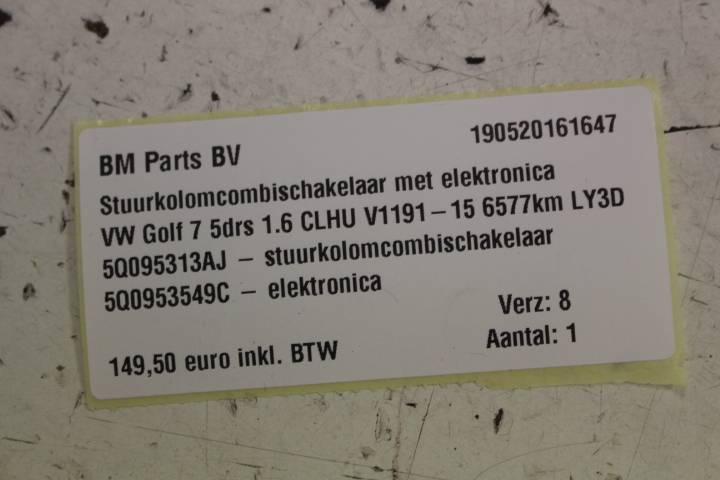 BM Parts BV 190520161647
Stuurkolomcombischakelaar met elektronica
VW Golf 7 5drs 1.6 CLHU V1191 – 15 6577km LY3D
5Q095313AJ – stuurkolomcombischakelaar
5Q0953549C – elektronica
Verz: 8
149,50 euro inkl. BTW Aantal: 1